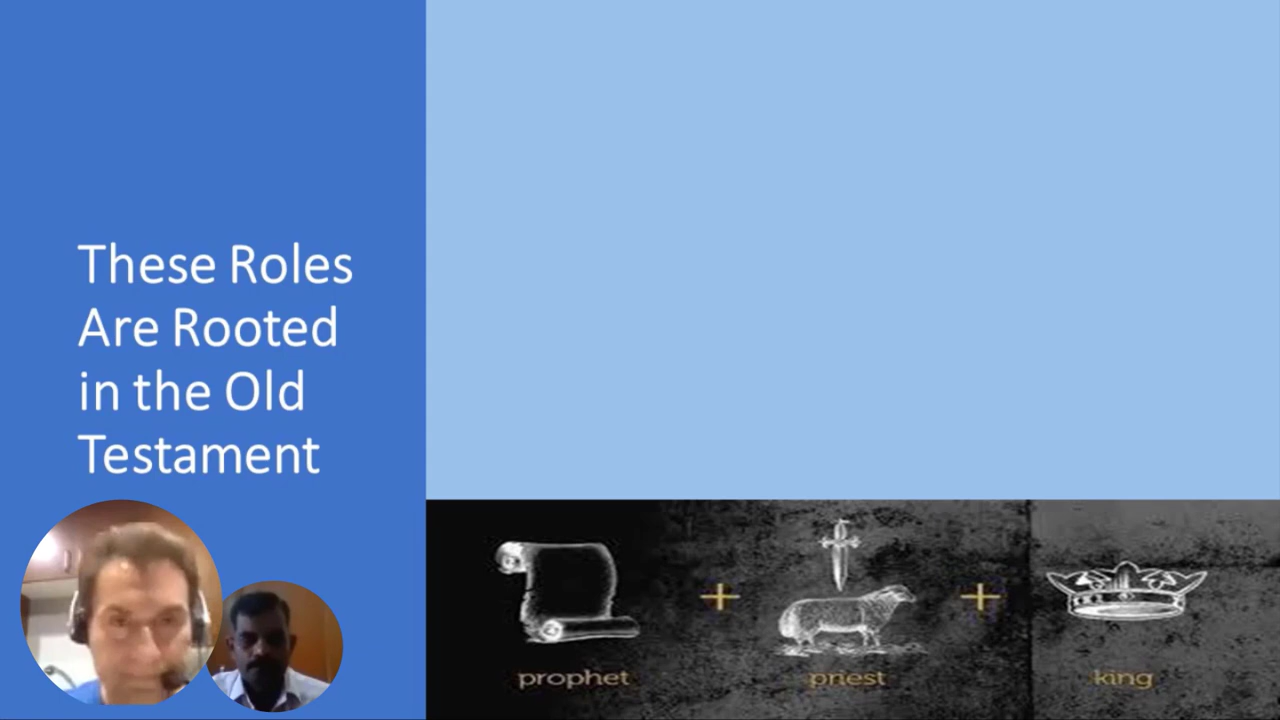 These Roles
Are Rooted
in the Old
Testament
prophet + priest + king